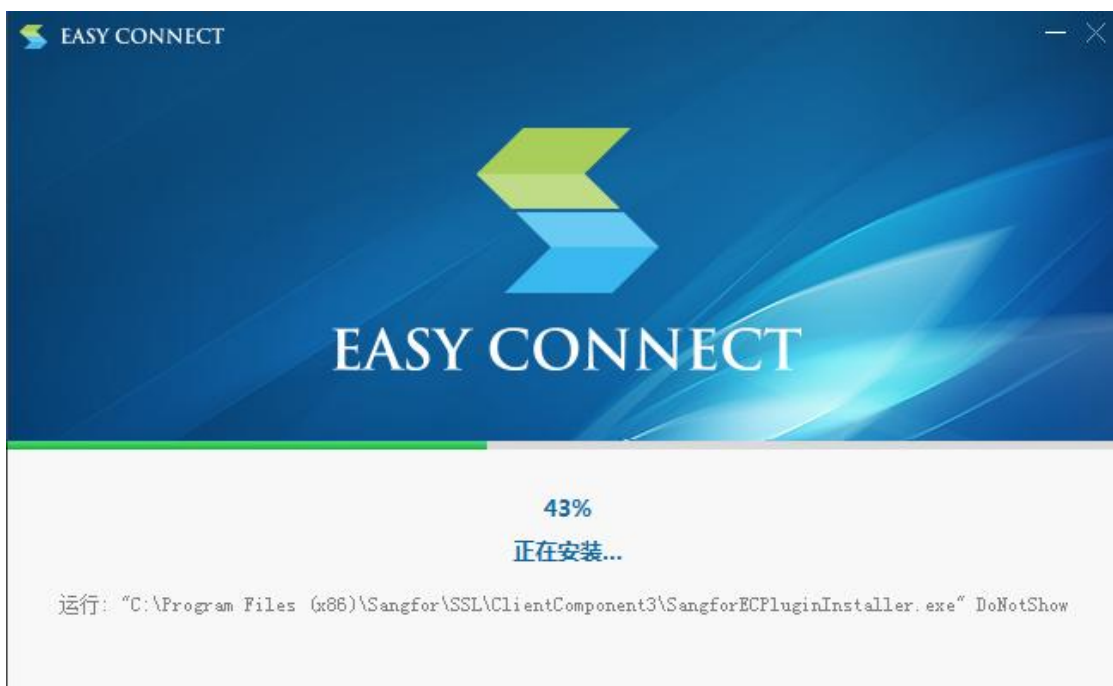 EASY CONNECT
EASY CONNECT
43%
正在安装...
运行: "C:\Program Files (x86)\Sangfor\SSL\ClientComponent3\SangforECPluginInstaller.exe" DoNotShow